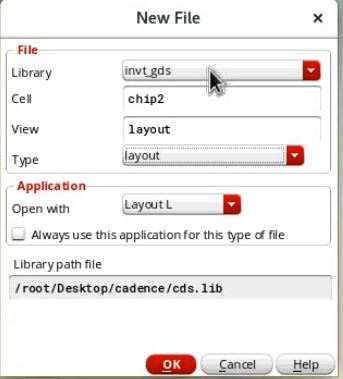 New File
×
File
Library invt_gds
Cell chip2
View layout
Type layout
Application
Open with Layout L
Always use this application for this type of file
Library path file
/root/Desktop/cadence/cds.lib
OK Cancel Help